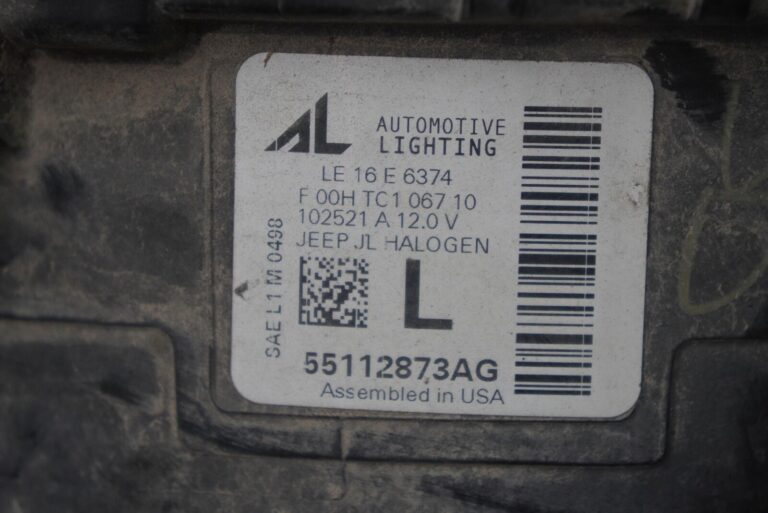 AL AUTOMOTIVE
LIGHTING
LE 16 E 6374
F 00H TC1 067 10
102521 A 12.0 V
JEEP JL HALOGEN
SAE L1 M 0498
L
55112873AG
Assembled in USA